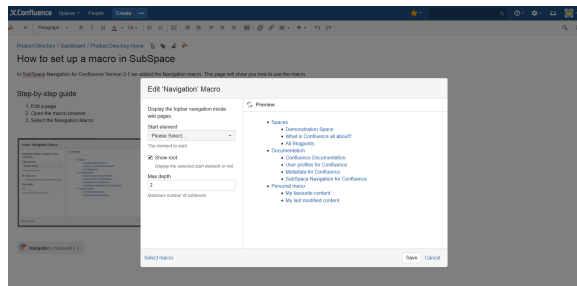 Confluence Spaces People Create
Paragraph
Product Directory / Dashboard / Product Directory Home
How to set up a macro in SubSpace
In SubSpace Navigation for Confluence Version 3.1 we added the Navigation macro. This page will show you how to use the macro.
Step-by-step guide
1. Edit a page
2. Open the macro browser
3. Select the Navigation Macro
Navigation | maxdepth = 2
Edit 'Navigation' Macro
Display the topbar navigation inside
wiki pages.
Start element
Please Select...
The element to start
Show root
Display the selected start element or not
Max depth
2
Maximum number of sublevels.
Preview
Spaces
Demonstration Space
What is Confluence all about?
All Blogposts
Documentation
Confluence Documentation
User profiles for Confluence
Metadata for Confluence
SubSpace Navigation for Confluence
Personal menu
My favourite content
My last modified content
Select macro
Save Cancel